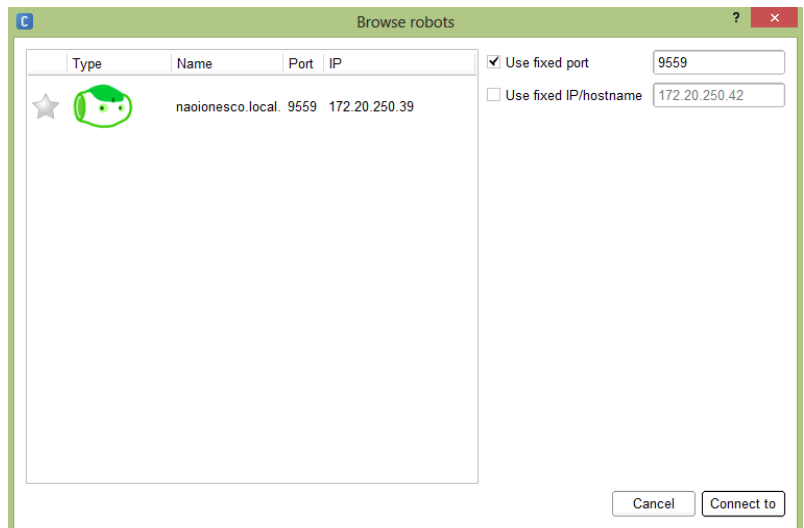 C Browse robots ? ×
Type Name Port IP
naoionesco.local. 9559 172.20.250.39
Use fixed port 9559
Use fixed IP/hostname 172.20.250.42
Cancel Connect to